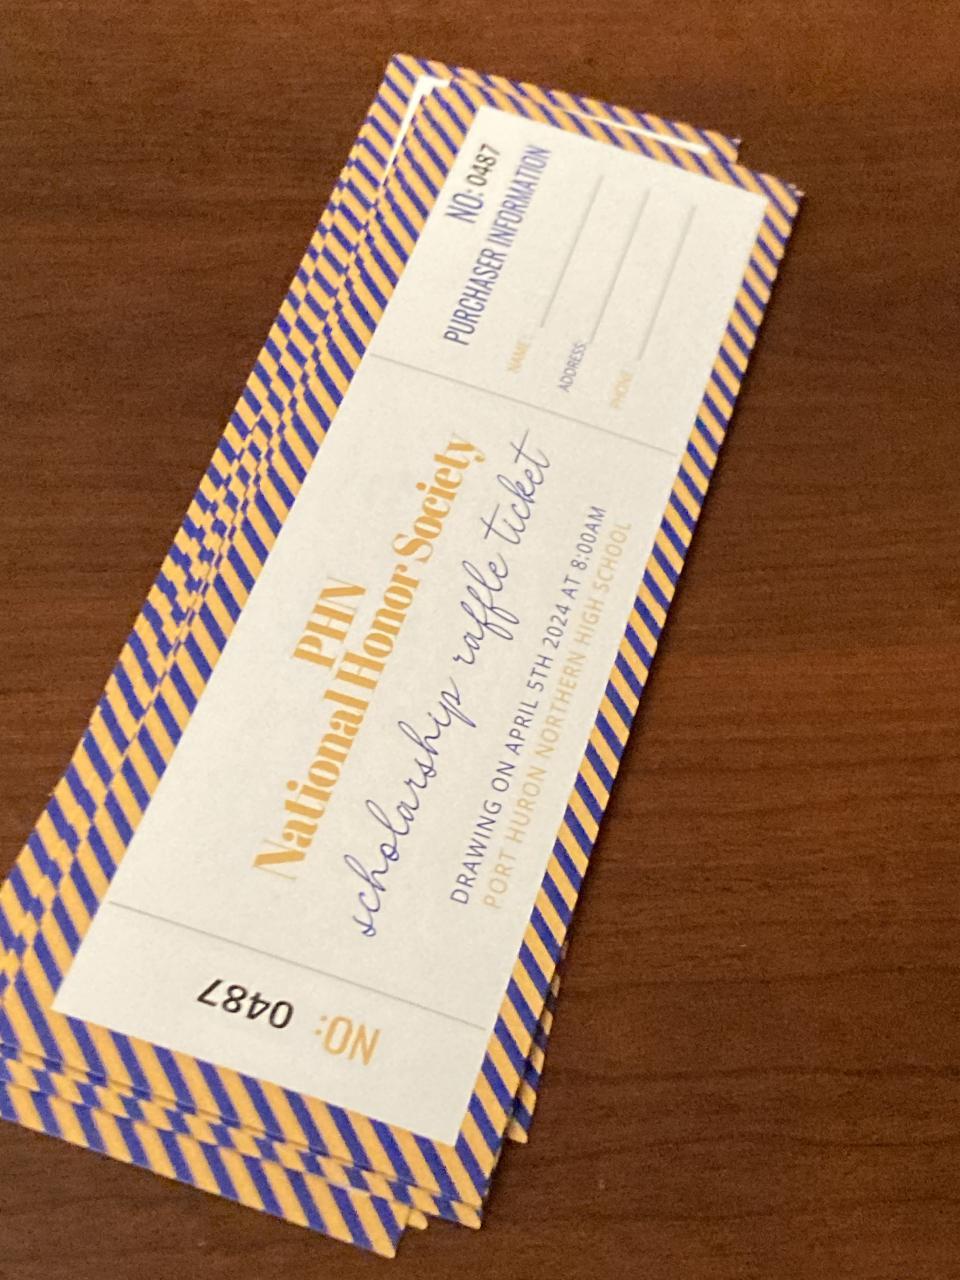 NO: 0487
PHN
National Honor Society
scholarship raffle ticket
DRAWING ON APRIL 5TH 2024 AT 8:00AM
PORT HURON NORTHERN HIGH SCHOOL
NO: 0487
PURCHASER INFORMATION
NAME:
ADDRESS:
PHONE